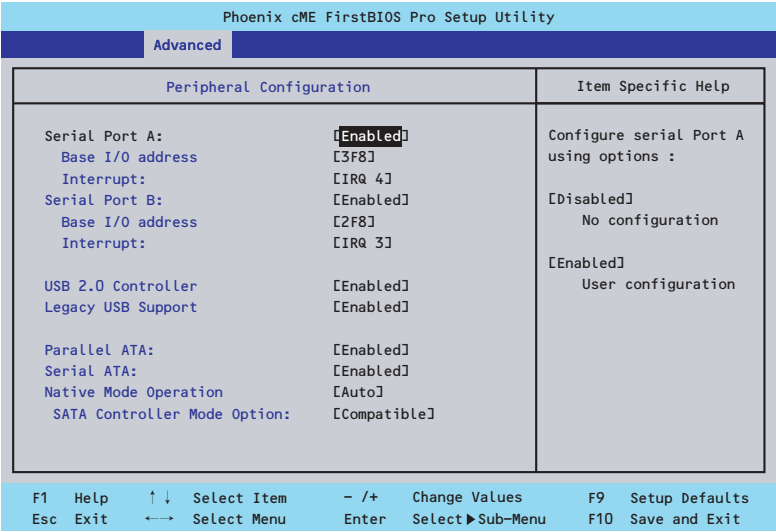 Phoenix cME FirstBIOS Pro Setup Utility
Advanced
Peripheral Configuration
Item Specific Help
Serial Port A: [Enabled]
Base I/O address [3F8]
Interrupt: [IRQ 4]
Serial Port B: [Enabled]
Base I/O address [2F8]
Interrupt: [IRQ 3]
USB 2.0 Controller [Enabled]
Legacy USB Support [Enabled]
Parallel ATA: [Enabled]
Serial ATA: [Enabled]
Native Mode Operation [Auto]
SATA Controller Mode Option: [Compatible]
Configure serial Port A
using options :
[Disabled]
No configuration
[Enabled]
User configuration
F1 Help ↑↓ Select Item - /+ Change Values F9 Setup Defaults
Esc Exit ←→ Select Menu Enter Select▶Sub-Menu F10 Save and Exit